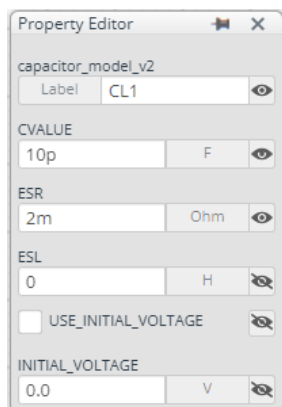 Property Editor
capacitor_model_v2
Label CL1
CVALUE
10p F
ESR
2m Ohm
ESL
0 H
USE_INITIAL_VOLTAGE
INITIAL_VOLTAGE
0.0 V